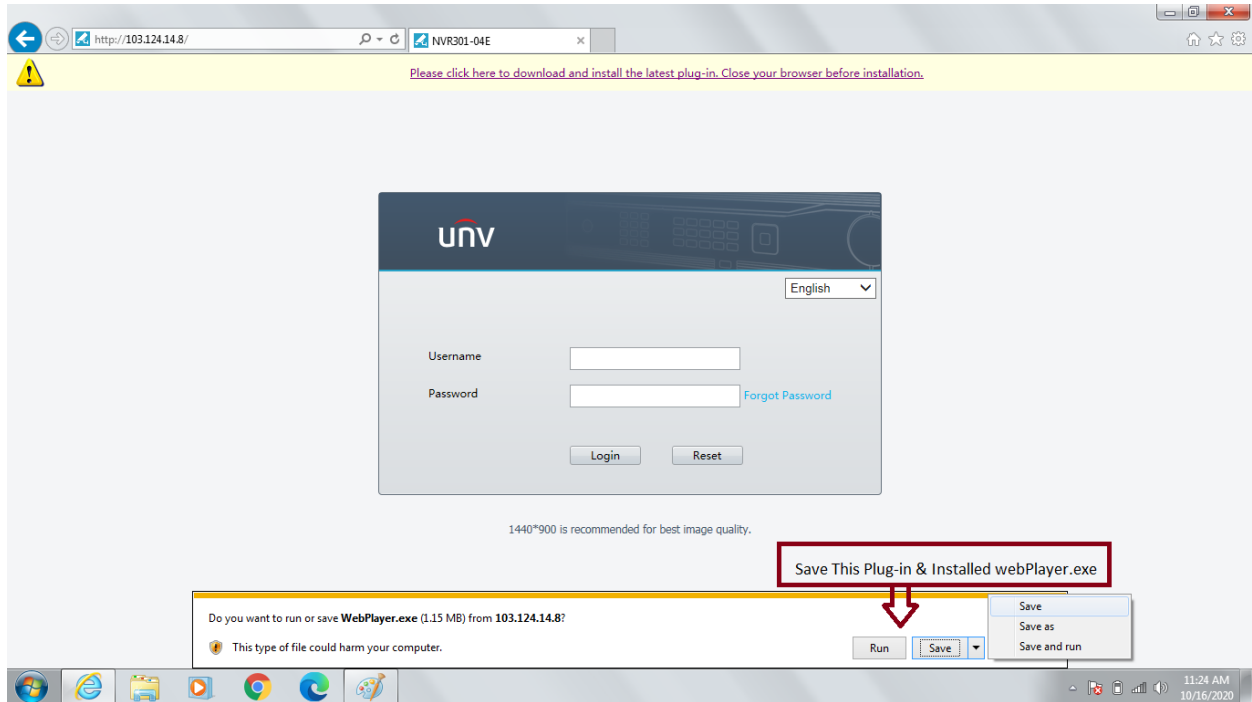 http://103.124.14.8/
NVR301-04E
Please click here to download and install the latest plug-in. Close your browser before installation.
unv
English
Username
Password
Forgot Password
Login
Reset
1440*900 is recommended for best image quality.
Save This Plug-in & Installed webPlayer.exe
Do you want to run or save WebPlayer.exe (1.15 MB) from 103.124.14.8?
This type of file could harm your computer.
Run
Save
Save
Save as
Save and run
11:24 AM
10/16/2020